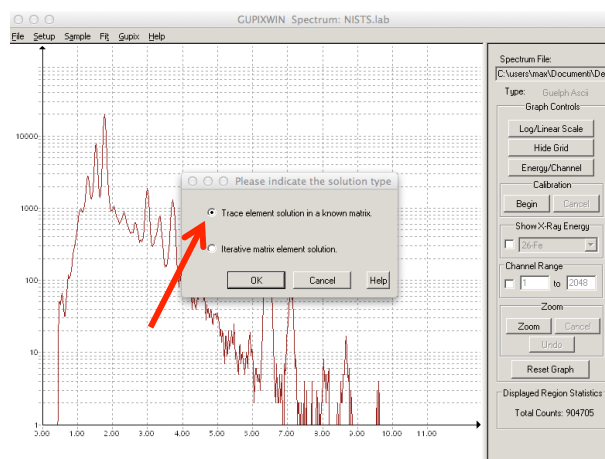 GUPIXWIN Spectrum: NISTS.lab
File Setup Sample Fit Gupix Help
10000
1000
100
10
1
0.00 1.00 2.00 3.00 4.00 5.00 6.00 7.00 8.00 9.00 10.00 11.00
Please indicate the solution type
Trace element solution in a known matrix.
Iterative matrix element solution.
OK Cancel Help
Spectrum File:
C:\users\max\Documenti\De
Type: Guelph Ascii
Graph Controls
Log/Linear Scale
Hide Grid
Energy/Channel
Calibration
Begin Cancel
Show X-Ray Energy
26-Fe
Channel Range
1 to 2048
Zoom
Zoom Cancel
Undo
Reset Graph
Displayed Region Statistics
Total Counts: 904705